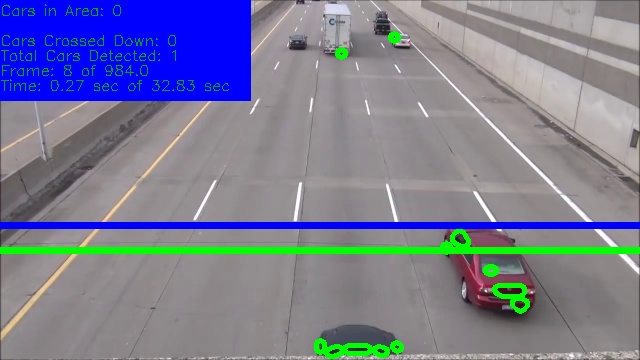 Cars in Area: 0
Cars Crossed Down: 0
Total Cars Detected: 1
Frame: 8 of 984.0
Time: 0.27 sec of 32.83 sec